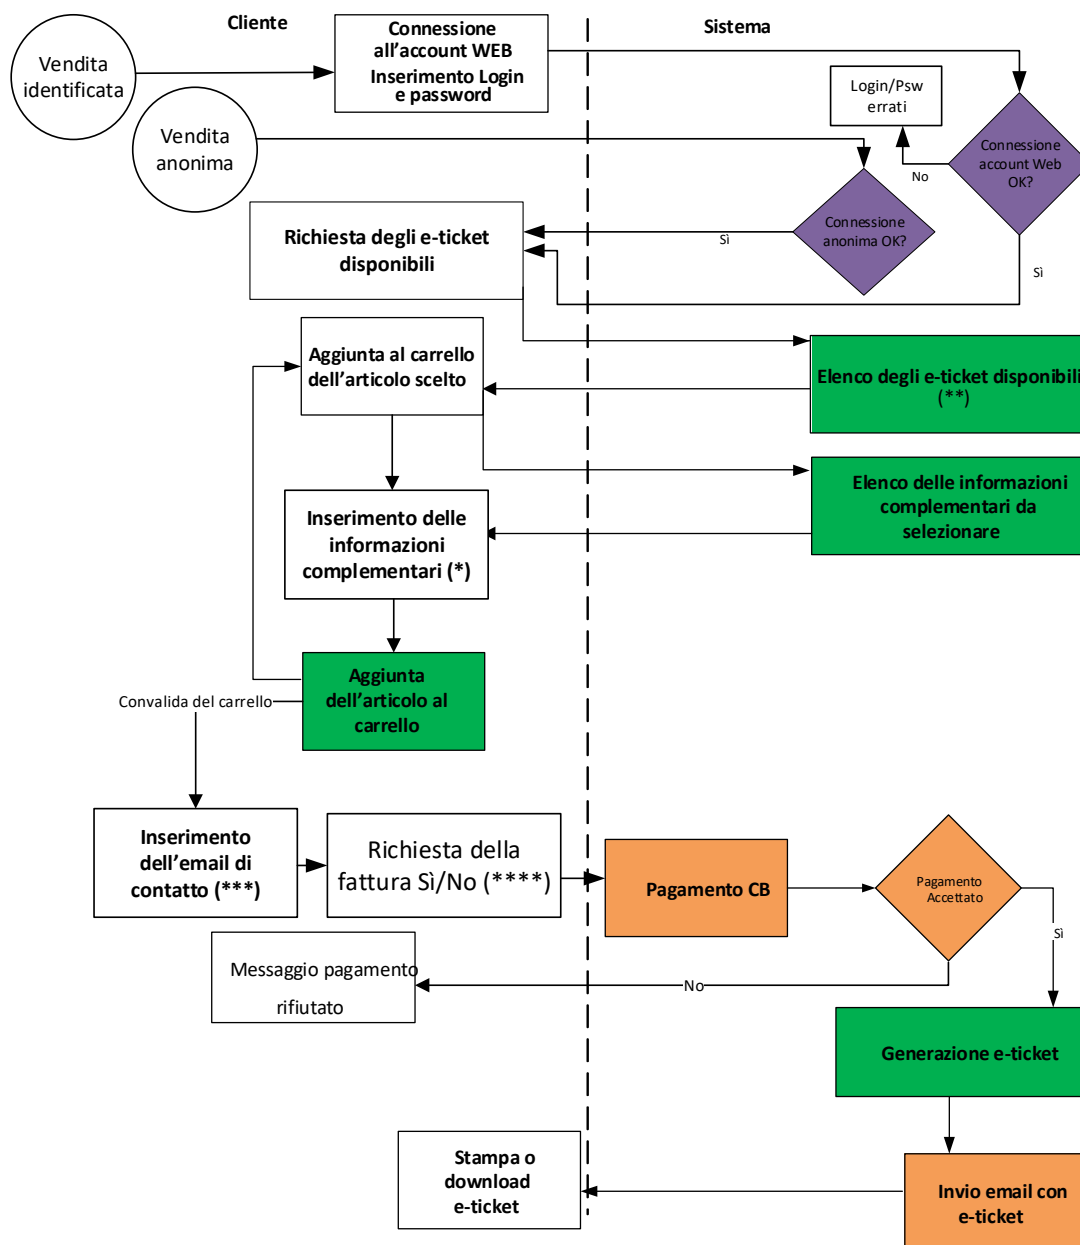 Cliente
Sistema
Vendita
identificata
Connessione
all’account WEB
Inserimento Login
e password
Login/Psw
errati
Vendita
anonima
Connessione
account Web
OK?
No
Connessione
anonima OK?
Sì
Sì
Richiesta degli e-ticket
disponibili
Aggiunta al carrello
dell’articolo scelto
Elenco degli e-ticket disponibili
(**)
Elenco delle informazioni
complementari da
selezionare
Inserimento delle
informazioni
complementari (*)
Aggiunta
dell’articolo al
carrello
Convalida del carrello
Inserimento
dell’email di
contatto (***)
Richiesta della
fattura Sì/No (****)
Pagamento CB
Pagamento
Accettato
Sì
Messaggio pagamento
rifiutato
No
Generazione e-ticket
Stampa o
download
e-ticket
Invio email con
e-ticket